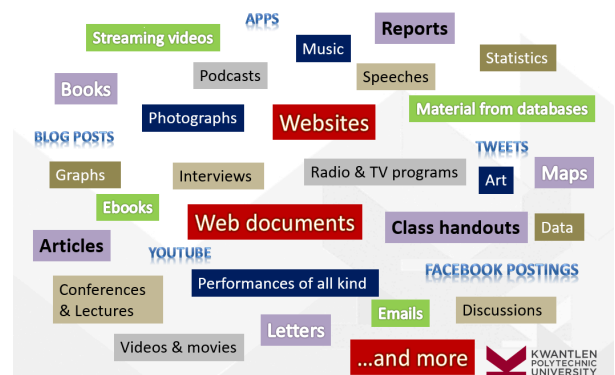 APPS
Streaming videos
Music
Reports
Statistics
Podcasts
Speeches
Books
Material from databases
Photographs
Websites
BLOG POSTS
TWEETS
Graphs
Interviews
Radio & TV programs
Art
Maps
Ebooks
Web documents
Class handouts
Data
Articles
YOUTUBE
FACEBOOK POSTINGS
Conferences
& Lectures
Performances of all kind
Emails
Discussions
Letters
Videos & movies
...and more
KWANTLEN
POLYTECHNIC
UNIVERSITY